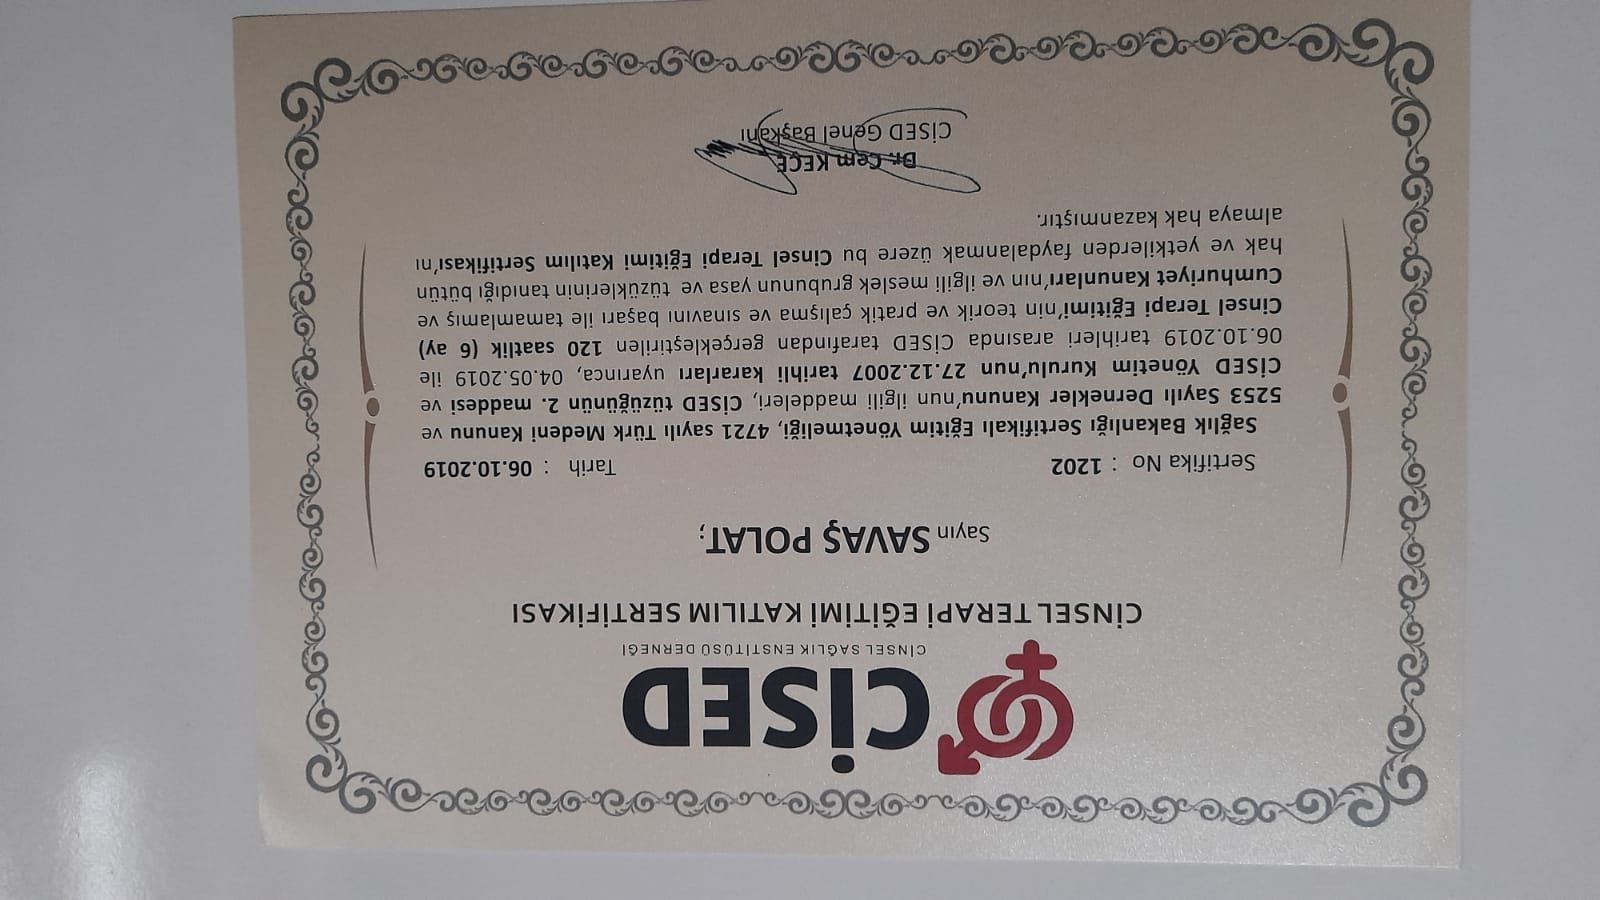 CİSED
CİNSEL SAĞLIK ENSTİTÜSÜ DERNEĞİ
CİNSEL TERAPİ EĞİTİMİ KATILIM SERTİFİKASI
Sayın SAVAŞ POLAT;
Sertifika No : 1202 Tarih : 06.10.2019
Sağlık Bakanlığı Sertifikalı Eğitim Yönetmeliği, 4721 sayılı Türk Medeni Kanunu ve
5253 Sayılı Dernekler Kanunu'nun ilgili maddeleri, CİSED tüzüğünün 2. maddesi ve
CİSED Yönetim Kurulu'nun 27.12.2007 tarihli kararları uyarınca, 04.05.2019 ile
06.10.2019 tarihleri arasında CİSED tarafından gerçekleştirilen 120 saatlik (6 ay)
Cinsel Terapi Eğitimi'nin teorik ve pratik çalışma ve sınavını başarı ile tamamlamış ve
Cumhuriyet Kanunları'nın ve ilgili meslek grubunun yasa ve tüzüklerinin tanıdığı bütün
hak ve yetkilerden faydalanmak üzere bu Cinsel Terapi Eğitimi Katılım Sertifikası'nı
almaya hak kazanmıştır.
Dr. Cem KEÇE
CİSED Genel Başkanı